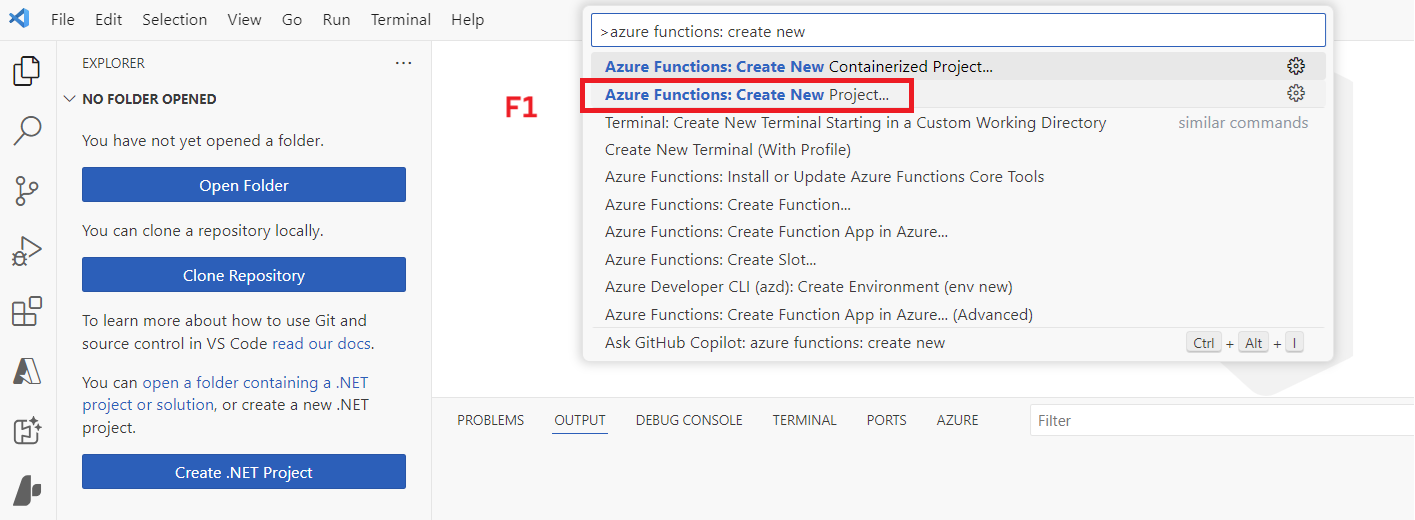 File Edit Selection View Go Run Terminal Help
>azure functions: create new
Azure Functions: Create New Containerized Project...
Azure Functions: Create New Project...
Terminal: Create New Terminal Starting in a Custom Working Directory similar commands
Create New Terminal (With Profile)
Azure Functions: Install or Update Azure Functions Core Tools
Azure Functions: Create Function...
Azure Functions: Create Function App in Azure...
Azure Functions: Create Slot...
Azure Developer CLI (azd): Create Environment (env new)
Azure Functions: Create Function App in Azure... (Advanced)
Ask GitHub Copilot: azure functions: create new Ctrl + Alt + I
F1
EXPLORER ...
NO FOLDER OPENED
You have not yet opened a folder.
Open Folder
You can clone a repository locally.
Clone Repository
To learn more about how to use Git and
source control in VS Code read our docs.
You can open a folder containing a .NET
project or solution, or create a new .NET
project.
Create .NET Project
PROBLEMS OUTPUT DEBUG CONSOLE TERMINAL PORTS AZURE Filter